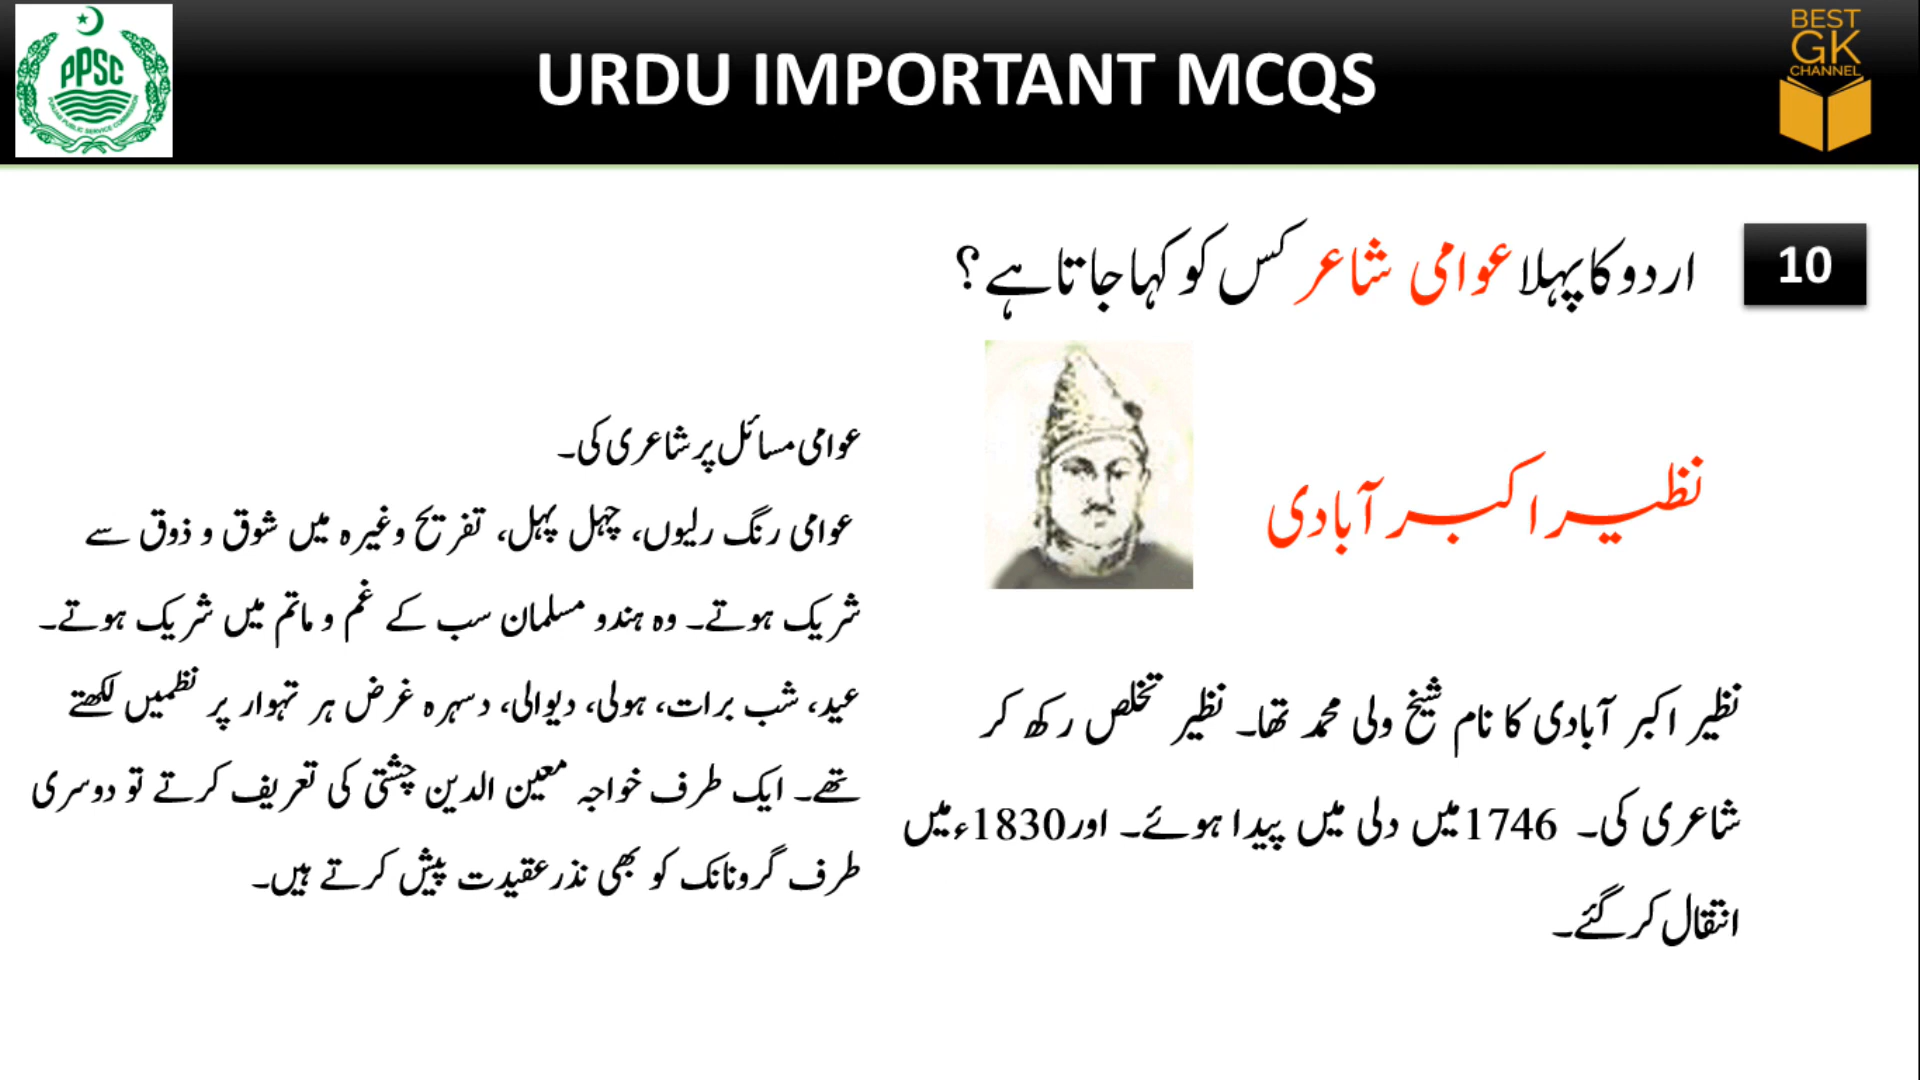 PPSC
PUNJAB PUBLIC SERVICE COMMISSION
URDU IMPORTANT MCQS
BEST
GK
CHANNEL
10
اردو کا پہلا عوامی شاعر کس کو کہا جاتا ہے ؟
نظیر اکبر آبادی
نظیر اکبر آبادی کا نام شیخ ولی محمد تھا۔ نظیر تخلص رکھ کر
شاعری کی۔ 1746میں دلی میں پیدا ہوئے۔ اور1830ءمیں
انتقال کر گئے۔
عوامی مسائل پر شاعری کی۔
عوامی رنگ رلیوں، چہل پہل، تفریح وغیرہ میں شوق و ذوق سے
شریک ہوتے۔ وہ ہندو مسلمان سب کے غم و ماتم میں شریک ہوتے۔
عید، شب برات، ہولی، دیوالی، دسہرہ غرض ہر تہوار پر نظمیں لکھتے
تھے۔ ایک طرف خواجہ معین الدین چشتی کی تعریف کرتے تو دوسری
طرف گرونانک کو بھی نذرعقیدت پیش کرتے ہیں۔